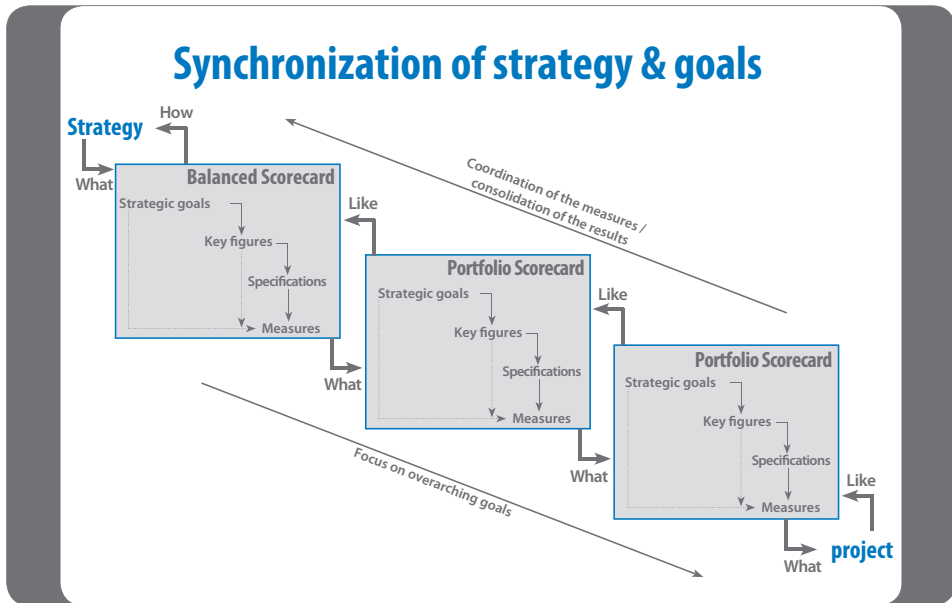 Synchronization of strategy & goals
How
Strategy
What
Balanced Scorecard
Strategic goals
Key figures
Specifications
Measures
Coordination of the measures /
consolidation of the results
Like
What
Portfolio Scorecard
Strategic goals
Key figures
Specifications
Measures
Like
What
Portfolio Scorecard
Strategic goals
Key figures
Specifications
Measures
Focus on overarching goals
Like
What
project